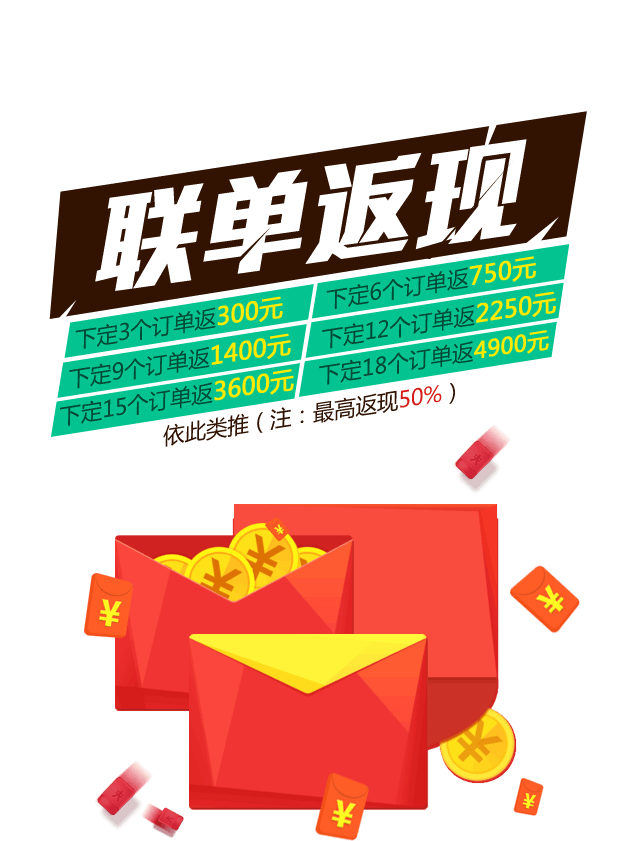 联单返现
下定3个订单返300元
下定6个订单返750元
下定9个订单返1400元
下定12个订单返2250元
下定15个订单返3600元
下定18个订单返4900元
依此类推（注：最高返现50%）
¥
¥
¥
¥
¥
¥
¥
¥